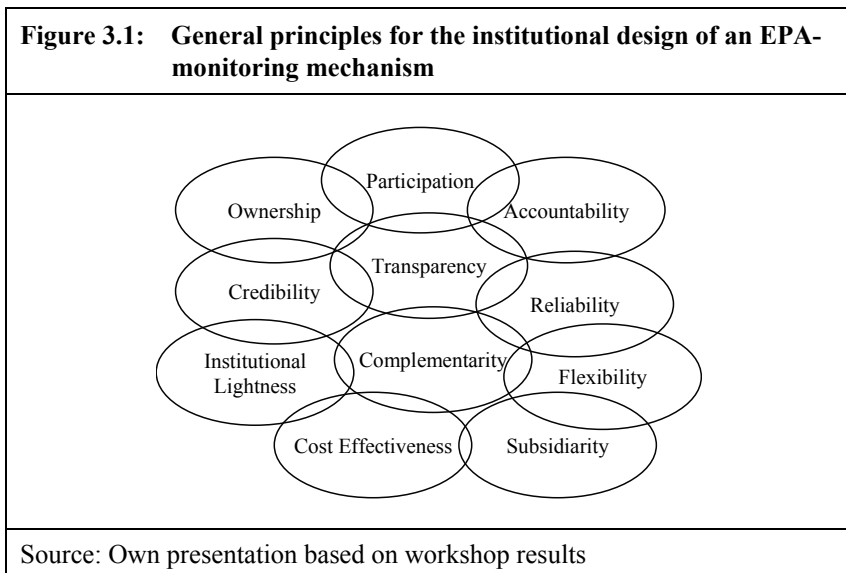 Figure 3.1: General principles for the institutional design of an EPA-
monitoring mechanism
Participation
Ownership
Accountability
Transparency
Credibility
Reliability
Institutional
Lightness
Complementarity
Flexibility
Cost Effectiveness
Subsidiarity
Source: Own presentation based on workshop results